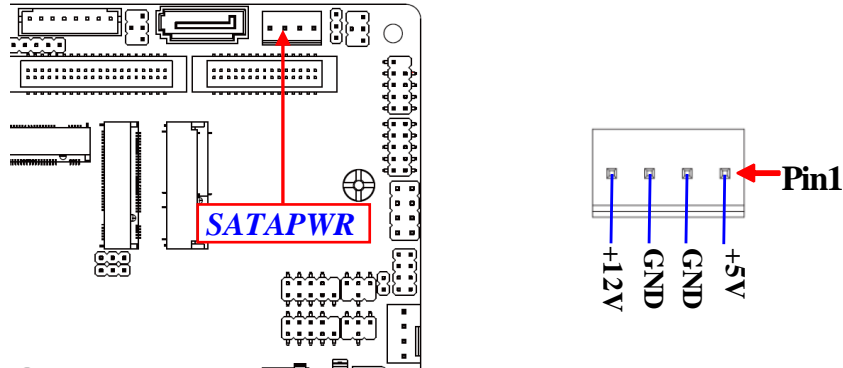 SATAPWR
Pin1
+12V
GND
GND
+5V